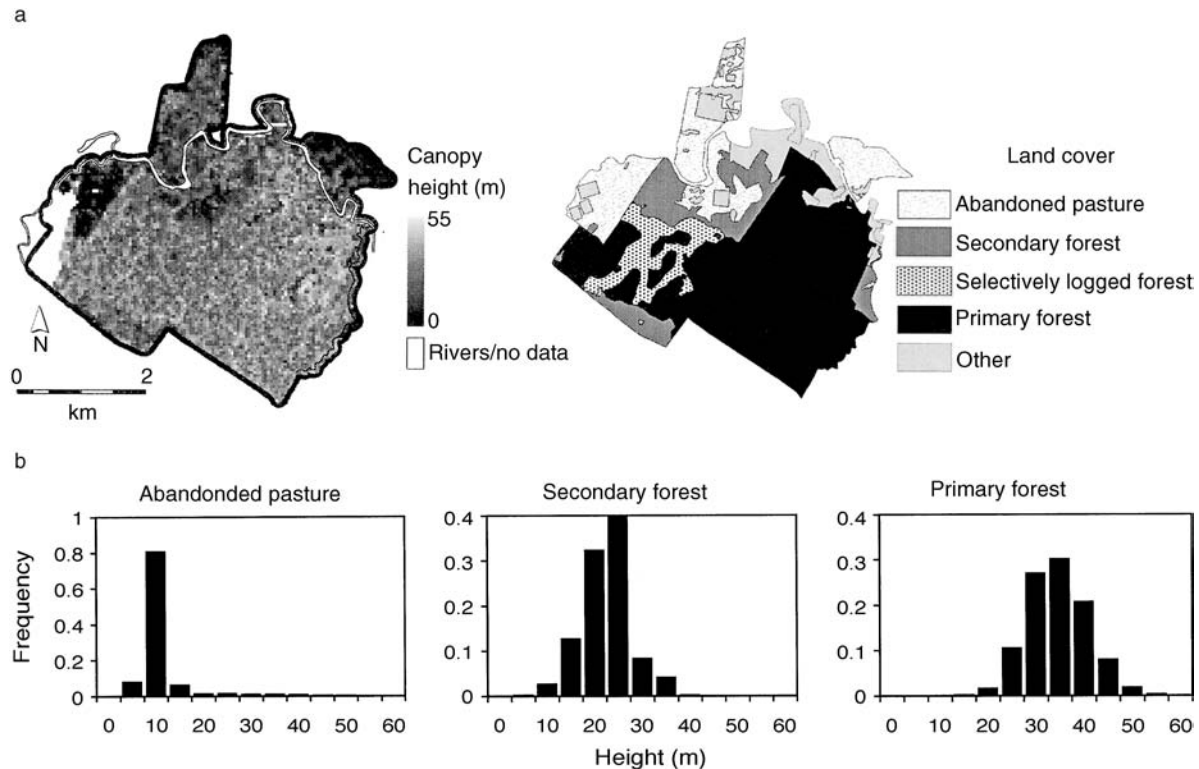 a
Canopy
height (m)
55
0
Rivers/no data
N
0 2
km
Land cover
Abandoned pasture
Secondary forest
Selectively logged forest
Primary forest
Other
b
Abandonded pasture
Secondary forest
Primary forest
Frequency
1
0.8
0.6
0.4
0.2
0
0 10 20 30 40 50 60
0.4
0.3
0.2
0.1
0
0 10 20 30 40 50 60
0.4
0.3
0.2
0.1
0
0 10 20 30 40 50 60
Height (m)